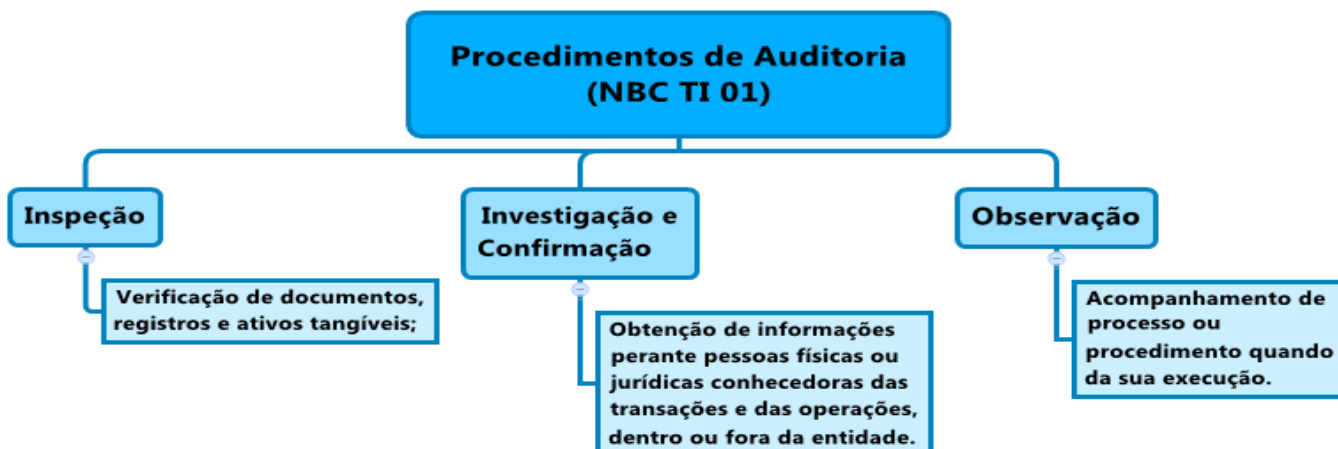 Procedimentos de Auditoria
(NBC TI 01)
Inspeção
Verificação de documentos,
registros e ativos tangíveis;
Investigação e
Confirmação
Obtenção de informações
perante pessoas físicas ou
jurídicas conhecedoras das
transações e das operações,
dentro ou fora da entidade.
Observação
Acompanhamento de
processo ou
procedimento quando
da sua execução.